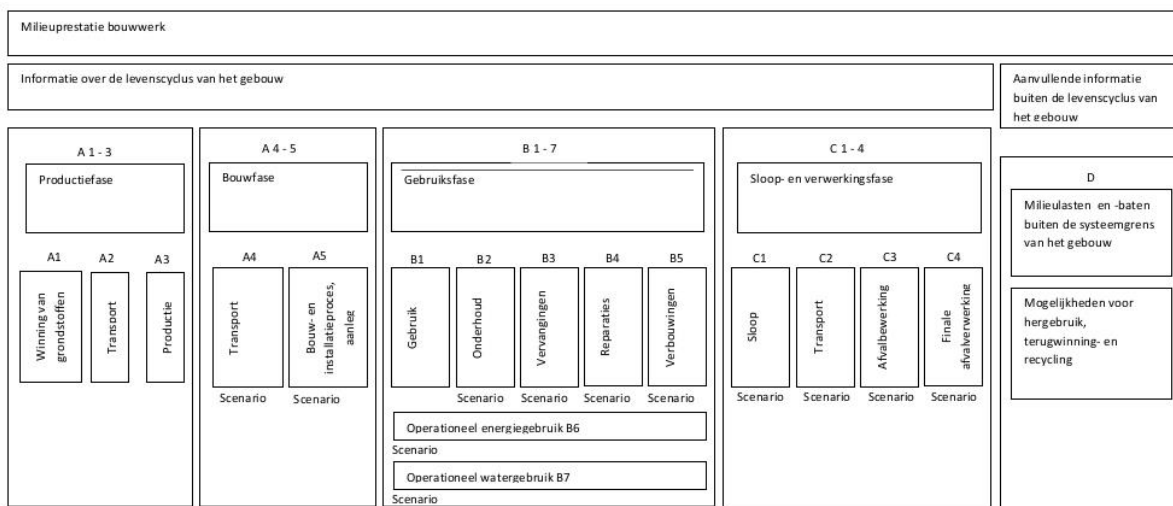 Milieuprestatie bouwwerk
Informatie over de levenscyclus van het gebouw
Aanvullende informatie
buiten de levenscyclus van
het gebouw
A 1 - 3
Productiefase
A1
A2
A3
Winning van
grondstoffen
Transport
Productie
A 4 - 5
Bouwfase
A4
A5
Transport
Bouw- en
installatieproces,
aanleg
Scenario
Scenario
B 1 - 7
Gebruiksfase
B1
B2
B3
B4
B5
Gebruik
Onderhoud
Vervangingen
Reparaties
Verbouwingen
Scenario
Scenario
Scenario
Scenario
Operationeel energiegebruik B6
Scenario
Operationeel watergebruik B7
Scenario
C 1 - 4
Sloop- en verwerkingsfase
C1
C2
C3
C4
Sloop
Transport
Afvalbewerking
Finale
afvalverwerking
Scenario
Scenario
Scenario
Scenario
D
Milieulasten en -baten
buiten de systeemgrens
van het gebouw
Mogelijkheden voor
hergebruik,
terugwinning- en
recycling